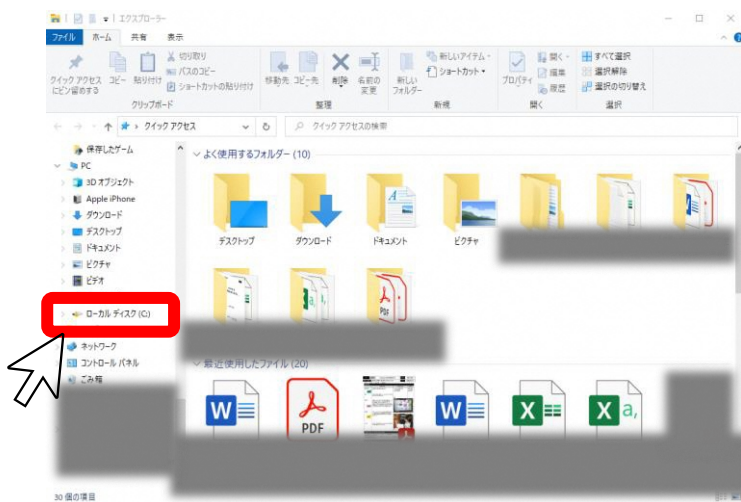 エクスプローラー
ファイル ホーム 共有 表示
クイック アクセスにピン留めする
コピー
貼り付け
切り取り
パスのコピー
ショートカットの貼り付け
クリップボード
移動先
コピー先
削除
名前の変更
整理
新しいフォルダー
新しいアイテム
ショートカット
新規
プロパティ
開く
編集
履歴
開く
すべて選択
選択解除
選択の切り替え
選択
クイック アクセス
クイック アクセスの検索
保存したゲーム
PC
3D オブジェクト
Apple iPhone
ダウンロード
デスクトップ
ドキュメント
ピクチャ
ビデオ
ローカル ディスク (C:)
ネットワーク
コントロール パネル
ごみ箱
よく使用するフォルダー (10)
デスクトップ
ダウンロード
ドキュメント
ピクチャ
最近使用したファイル (20)
W
PDF
W
X
X a,
30 個の項目